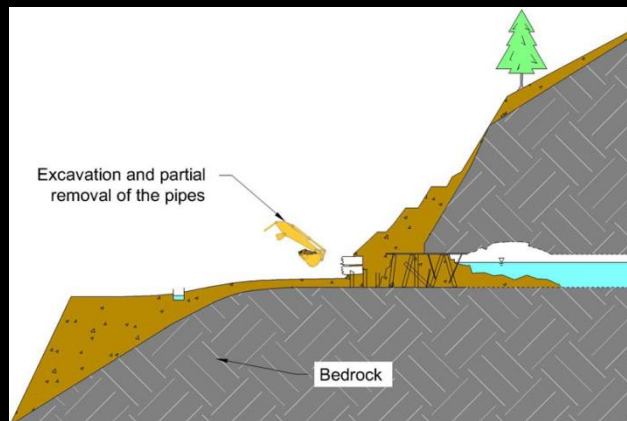 Excavation and partial
removal of the pipes
Bedrock